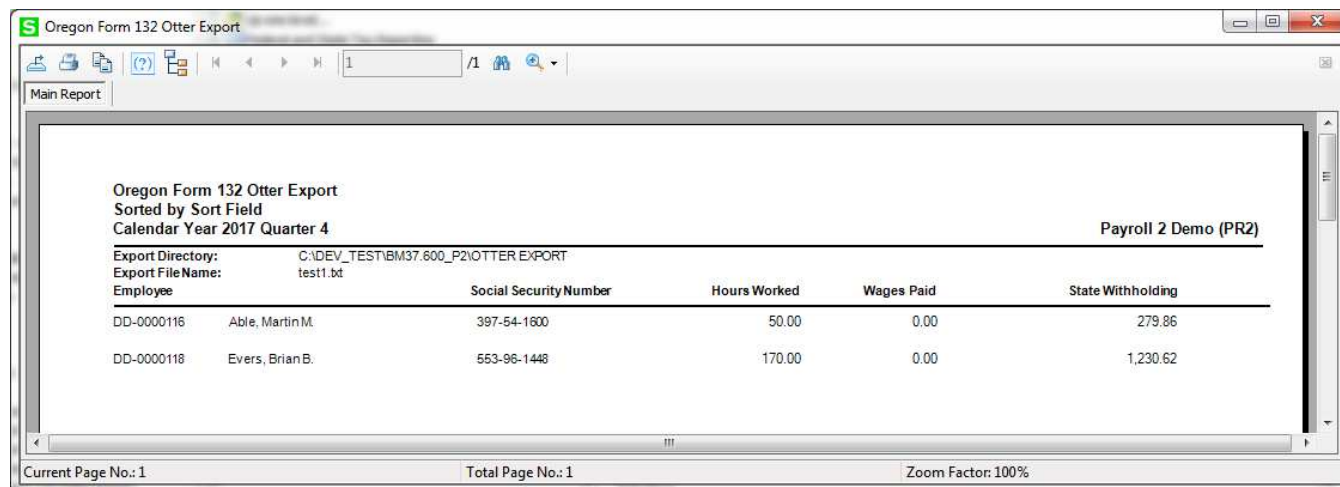 S Oregon Form 132 Otter Export
(?) 1 /1
Main Report
Oregon Form 132 Otter Export
Sorted by Sort Field
Calendar Year 2017 Quarter 4 Payroll 2 Demo (PR2)
Export Directory: C:\DEV_TEST\BM37.600_P2\OTTER EXPORT
Export File Name: test1.txt
Employee Social Security Number Hours Worked Wages Paid State Withholding
DD-0000116 Able, Martin M. 397-54-1600 50.00 0.00 279.86
DD-0000118 Evers, Brian B. 553-96-1448 170.00 0.00 1,230.62
Current Page No.: 1 Total Page No.: 1 Zoom Factor: 100%